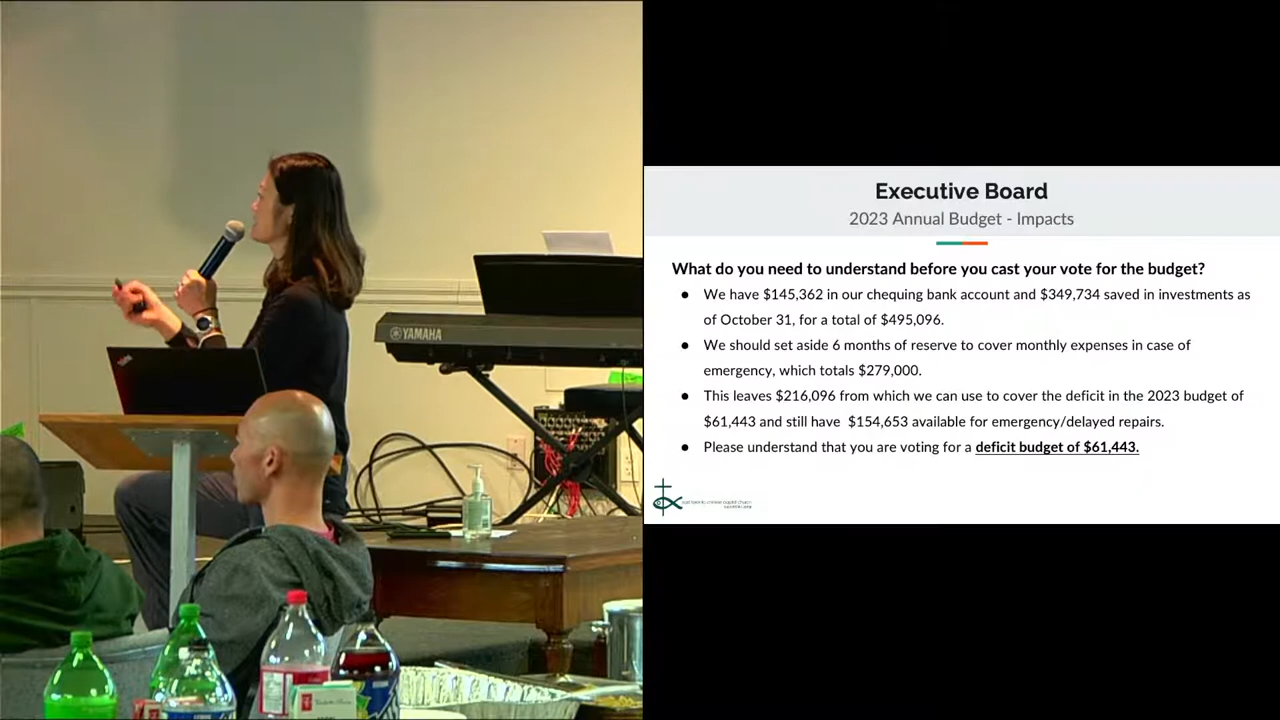 YAMAHA
Executive Board
2023 Annual Budget - Impacts
What do you need to understand before you cast your vote for the budget?
● We have $145,362 in our chequing bank account and $349,734 saved in investments as
of October 31, for a total of $495,096.
● We should set aside 6 months of reserve to cover monthly expenses in case of
emergency, which totals $279,000.
● This leaves $216,096 from which we can use to cover the deficit in the 2023 budget of
$61,443 and still have $154,653 available for emergency/delayed repairs.
● Please understand that you are voting for a deficit budget of $61,443.